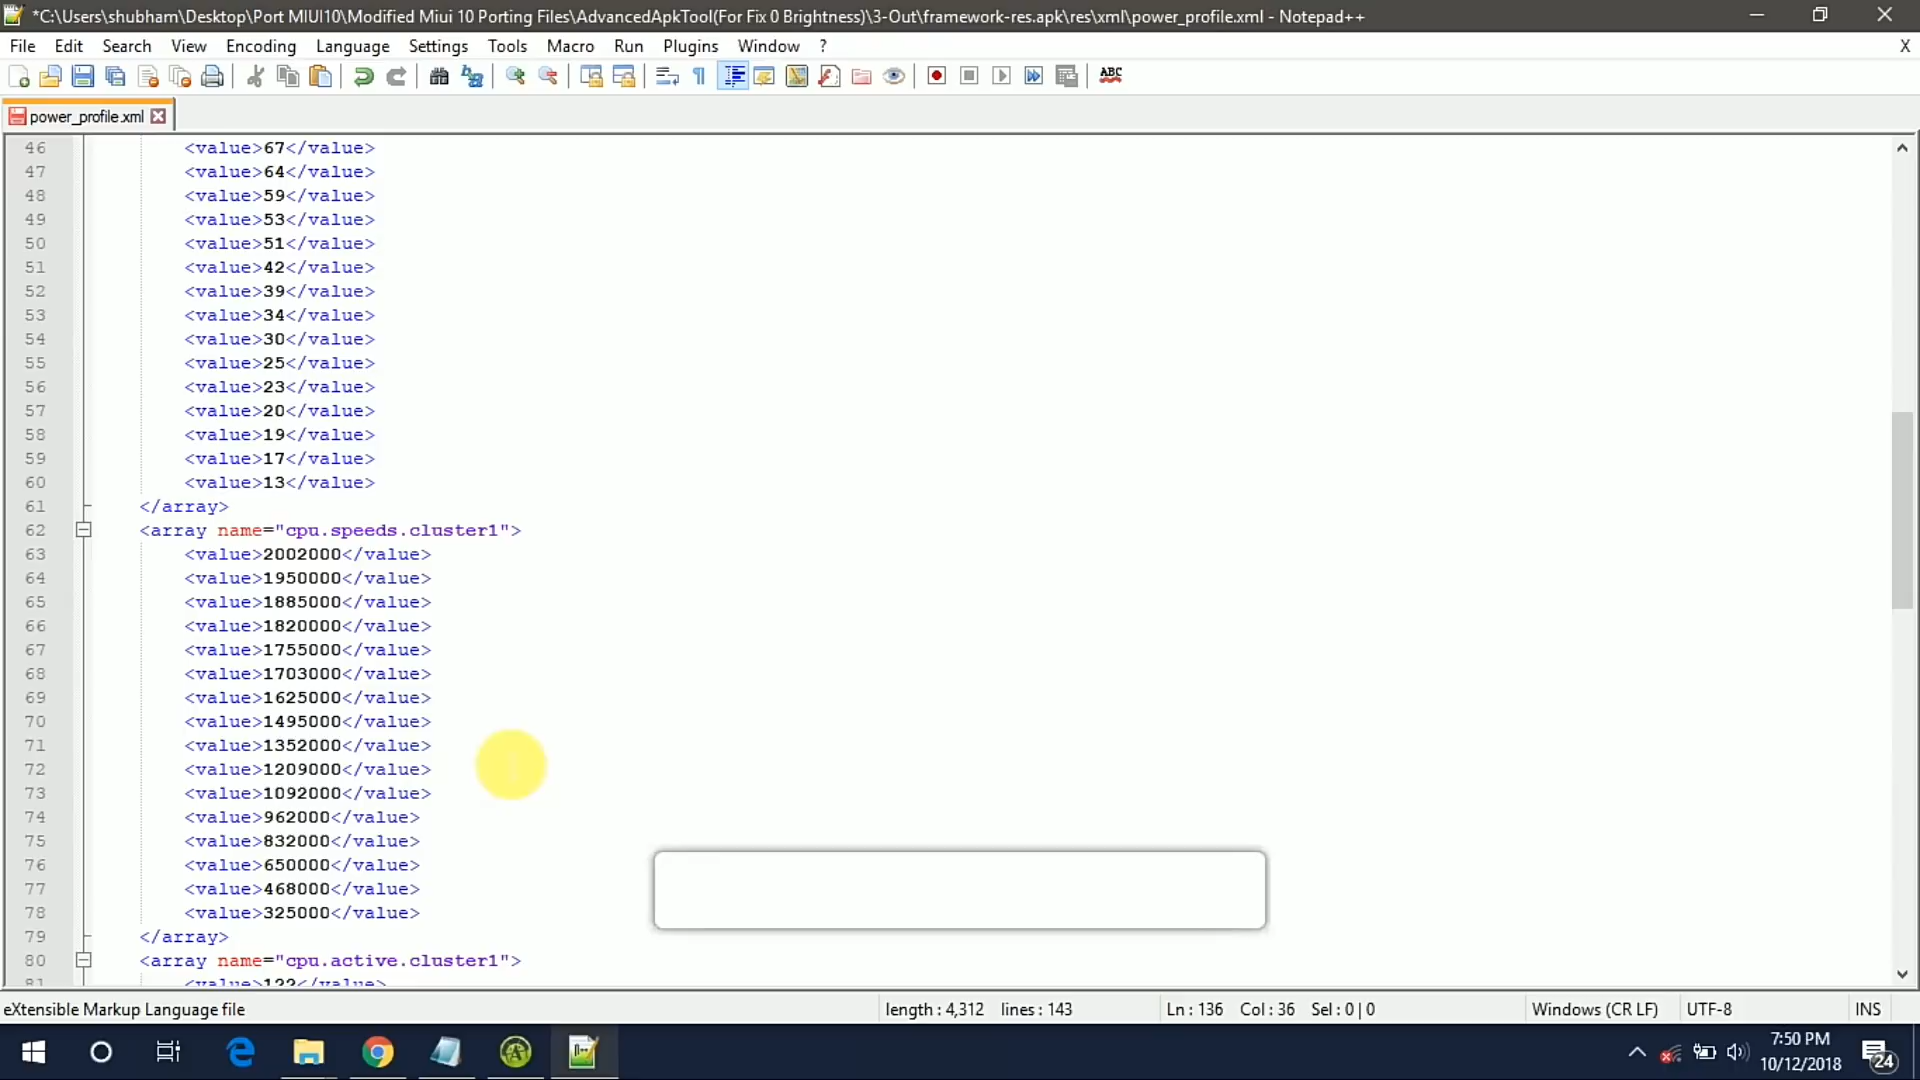 *C:\Users\shubham\Desktop\Port MIUI10\Modified Miui 10 Porting Files\AdvancedApkTool(For Fix 0 Brightness)\3-Out\framework-res.apk\res\xml\power_profile.xml - Notepad++
File Edit Search View Encoding Language Settings Tools Macro Run Plugins Window ? X
ABC
power_profile.xml
46 <value>67</value>
47 <value>64</value>
48 <value>59</value>
49 <value>53</value>
50 <value>51</value>
51 <value>42</value>
52 <value>39</value>
53 <value>34</value>
54 <value>30</value>
55 <value>25</value>
56 <value>23</value>
57 <value>20</value>
58 <value>19</value>
59 <value>17</value>
60 <value>13</value>
61 </array>
62 <array name="cpu.speeds.cluster1">
63 <value>2002000</value>
64 <value>1950000</value>
65 <value>1885000</value>
66 <value>1820000</value>
67 <value>1755000</value>
68 <value>1703000</value>
69 <value>1625000</value>
70 <value>1495000</value>
71 <value>1352000</value>
72 <value>1209000</value>
73 <value>1092000</value>
74 <value>962000</value>
75 <value>832000</value>
76 <value>650000</value>
77 <value>468000</value>
78 <value>325000</value>
79 </array>
80 <array name="cpu.active.cluster1">
81 <value>122</value>
eXtensible Markup Language file length : 4,312 lines : 143 Ln : 136 Col : 36 Sel : 0 | 0 Windows (CR LF) UTF-8 INS
7:50 PM
10/12/2018
24